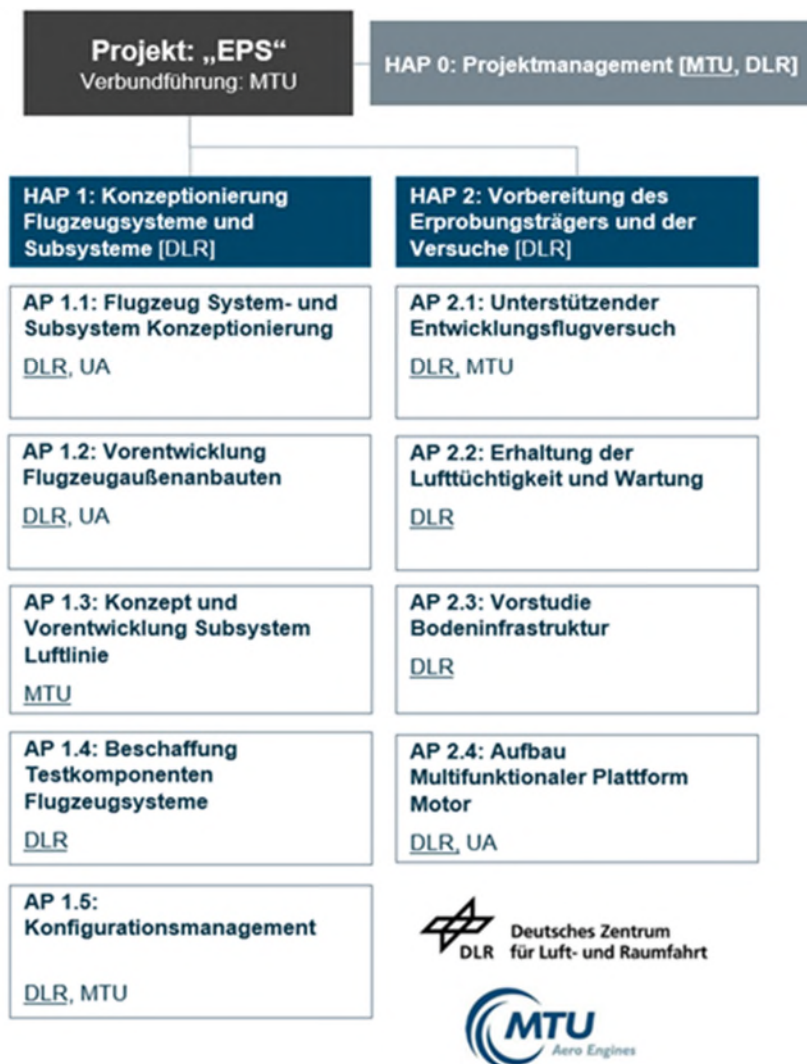 Projekt: „EPS“
Verbundführung: MTU
HAP 0: Projektmanagement [MTU, DLR]
HAP 1: Konzeptionierung
Flugzeugsysteme und
Subsysteme [DLR]
AP 1.1: Flugzeug System- und
Subsystem Konzeptionierung
DLR, UA
AP 1.2: Vorentwicklung
Flugzeugaußenanbauten
DLR, UA
AP 1.3: Konzept und
Vorentwicklung Subsystem
Luftlinie
MTU
AP 1.4: Beschaffung
Testkomponenten
Flugzeugsysteme
DLR
AP 1.5:
Konfigurationsmanagement
DLR, MTU
HAP 2: Vorbereitung des
Erprobungsträgers und der
Versuche [DLR]
AP 2.1: Unterstützender
Entwicklungsflugversuch
DLR, MTU
AP 2.2: Erhaltung der
Lufttüchtigkeit und Wartung
DLR
AP 2.3: Vorstudie
Bodeninfrastruktur
DLR
AP 2.4: Aufbau
Multifunktionaler Plattform
Motor
DLR, UA
Deutsches Zentrum
DLR für Luft- und Raumfahrt
MTU
Aero Engines